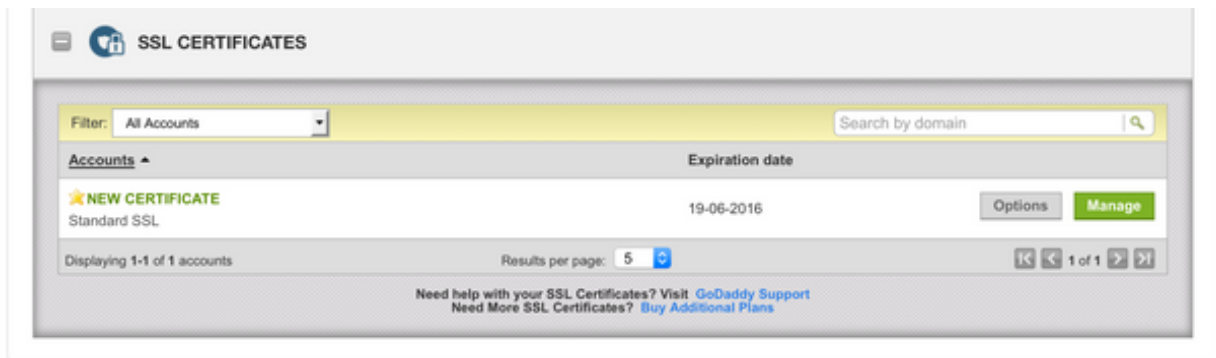 SSL CERTIFICATES
Filter: All Accounts Search by domain
Accounts Expiration date
NEW CERTIFICATE
Standard SSL
19-06-2016 Options Manage
Displaying 1-1 of 1 accounts Results per page: 5 1 of 1
Need help with your SSL Certificates? Visit GoDaddy Support
Need More SSL Certificates? Buy Additional Plans